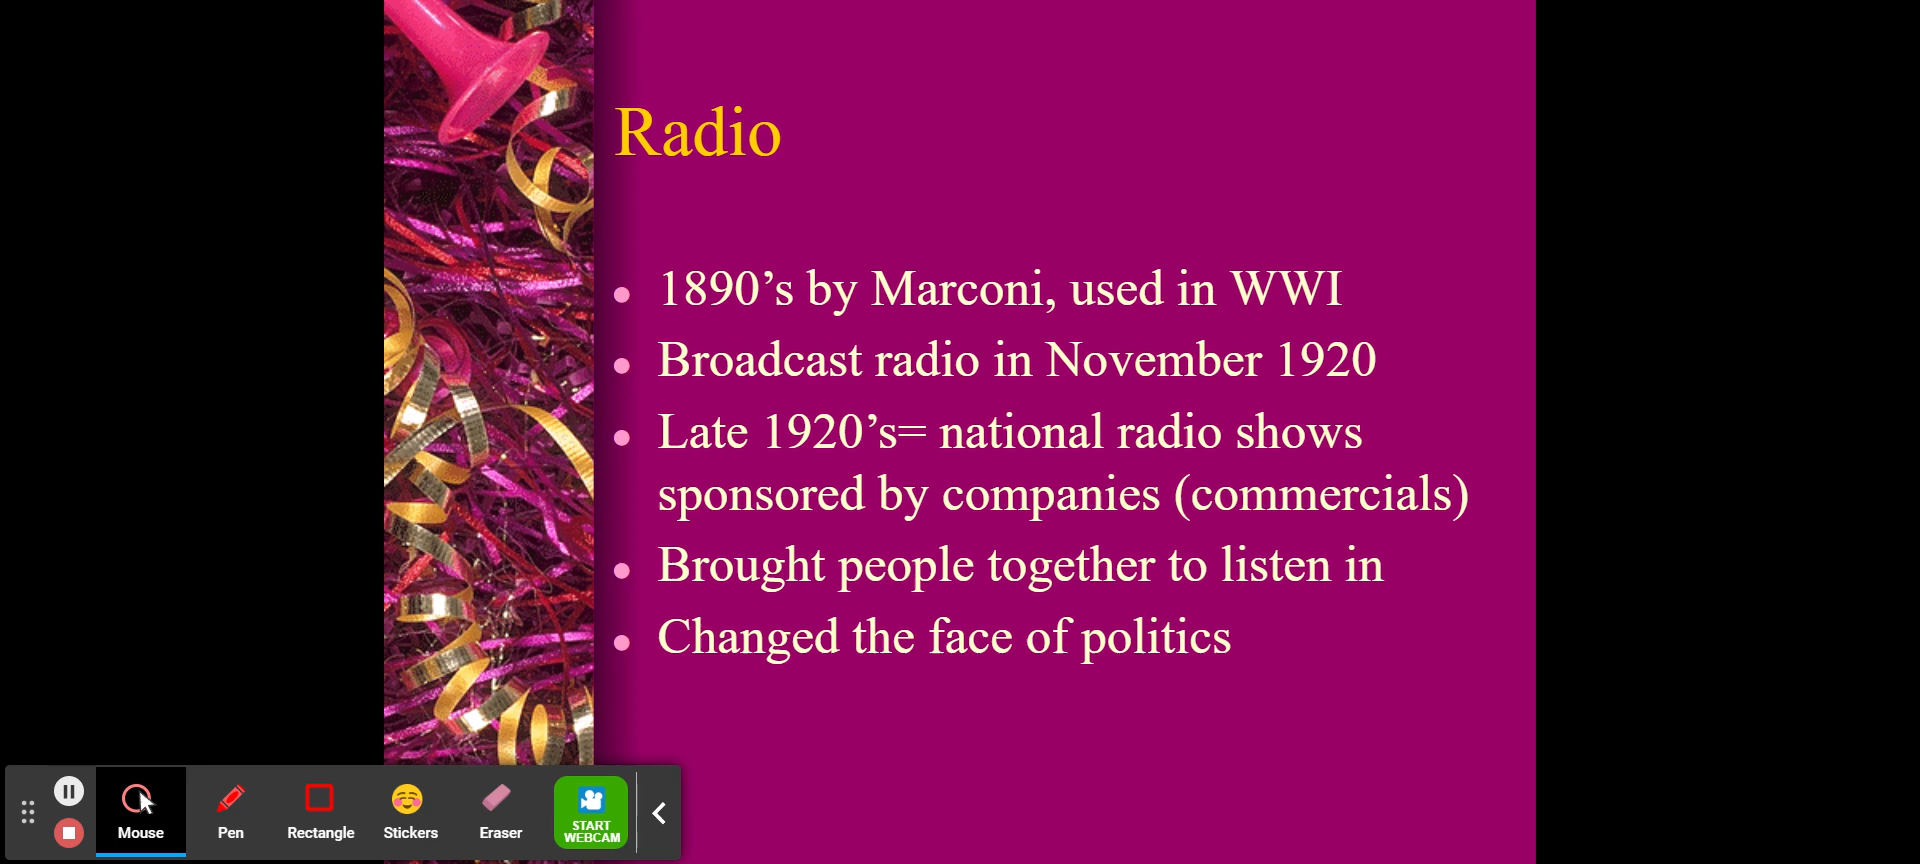 Radio
1890’s by Marconi, used in WWI
Broadcast radio in November 1920
Late 1920’s= national radio shows
sponsored by companies (commercials)
Brought people together to listen in
Changed the face of politics
Mouse
Pen
Rectangle
Stickers
Eraser
START
WEBCAM